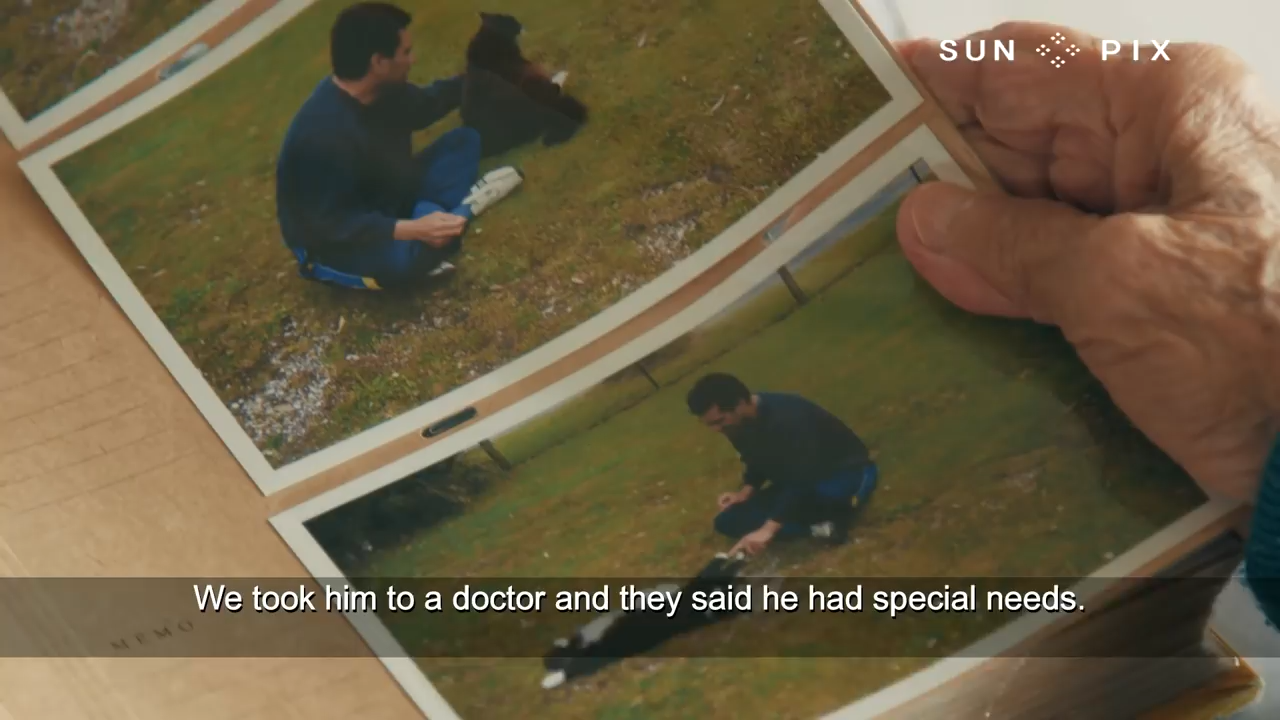 SUN PIX
We took him to a doctor and they said he had special needs.
MEMO